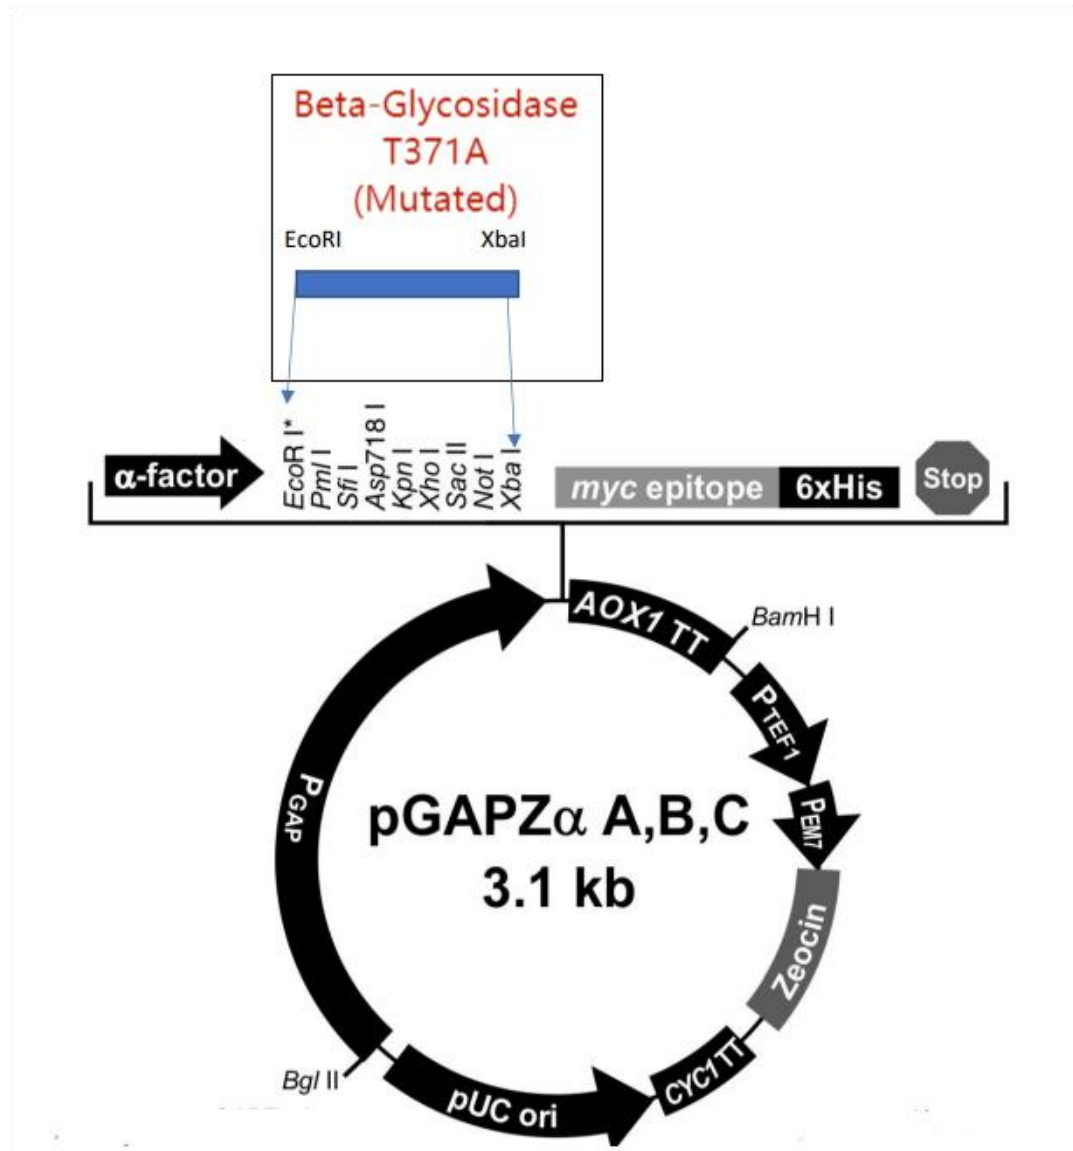 Beta-Glycosidase
T371A
(Mutated)
EcoRI
XbaI
α-factor
EcoR I*
Pml I
Sfi I
Asp718 I
Kpn I
Xho I
Sac II
Not I
Xba I
myc epitope
6xHis
Stop
AOX1 TT
BamH I
PTEF1
PEM7
Zeocin
CYC1 TT
pUC ori
Bgl II
PGAP
pGAPZα A,B,C
3.1 kb